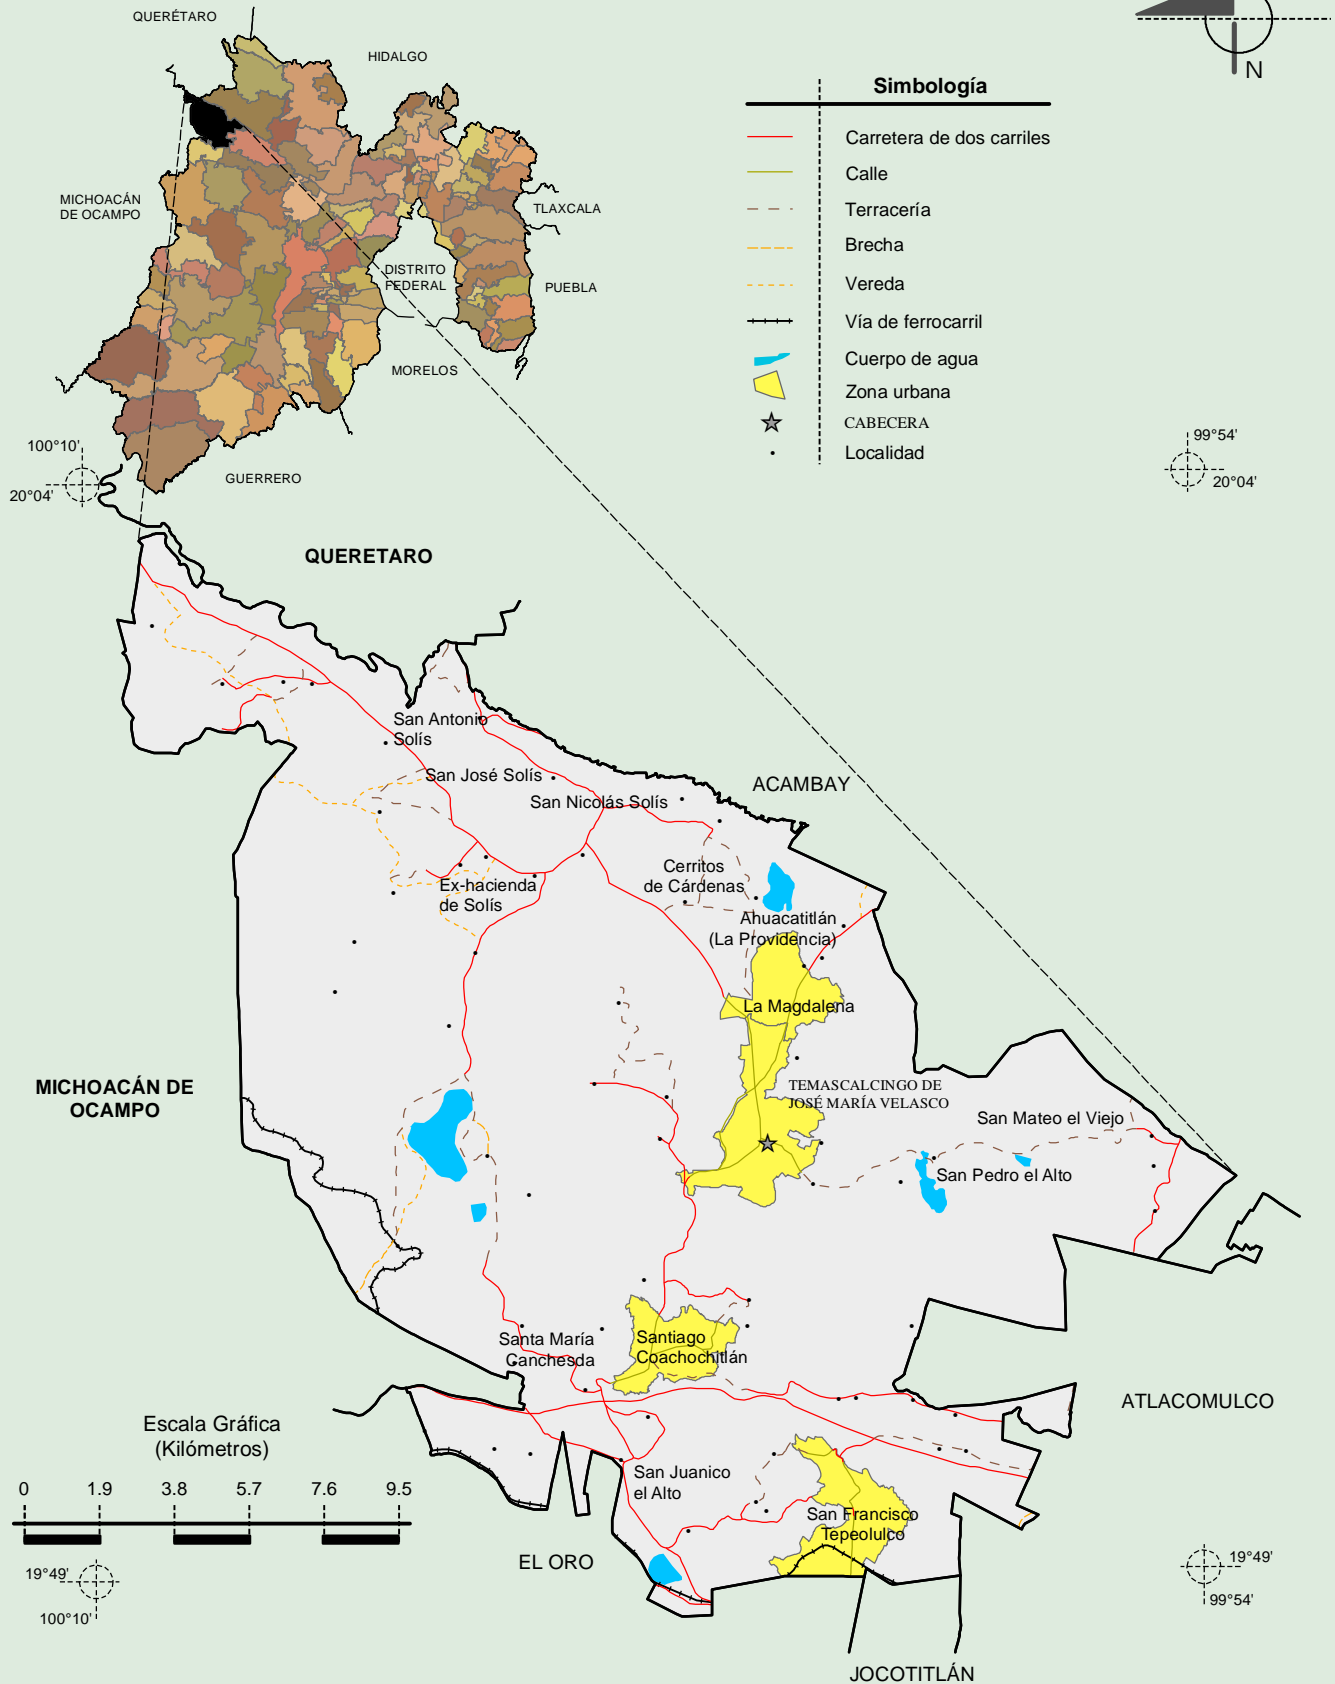 QUERÉTARO
HIDALGO
MICHOACÁN
DE OCAMPO
TLAXCALA
DISTRITO
FEDERAL
PUEBLA
MORELOS
GUERRERO
N
Simbología
Carretera de dos carriles
Calle
Terracería
Brecha
Vereda
Vía de ferrocarril
Cuerpo de agua
Zona urbana
CABECERA
Localidad
100°10'
20°04'
99°54'
20°04'
QUERETARO
San Antonio
Solís
San José Solís
San Nicolás Solís
ACAMBAY
Cerritos
de Cárdenas
Ex-hacienda
de Solís
Ahuacatitlán
(La Providencia)
La Magdalena
MICHOACÁN DE
OCAMPO
TEMASCALCINGO DE
JOSÉ MARÍA VELASCO
San Mateo el Viejo
San Pedro el Alto
Santa María
Canchesda
Santiago
Coachochitlán
ATLACOMULCO
Escala Gráfica
(Kilómetros)
0 1.9 3.8 5.7 7.6 9.5
San Juanico
el Alto
San Francisco
Tepeolulco
EL ORO
19°49'
100°10'
19°49'
99°54'
JOCOTITLÁN